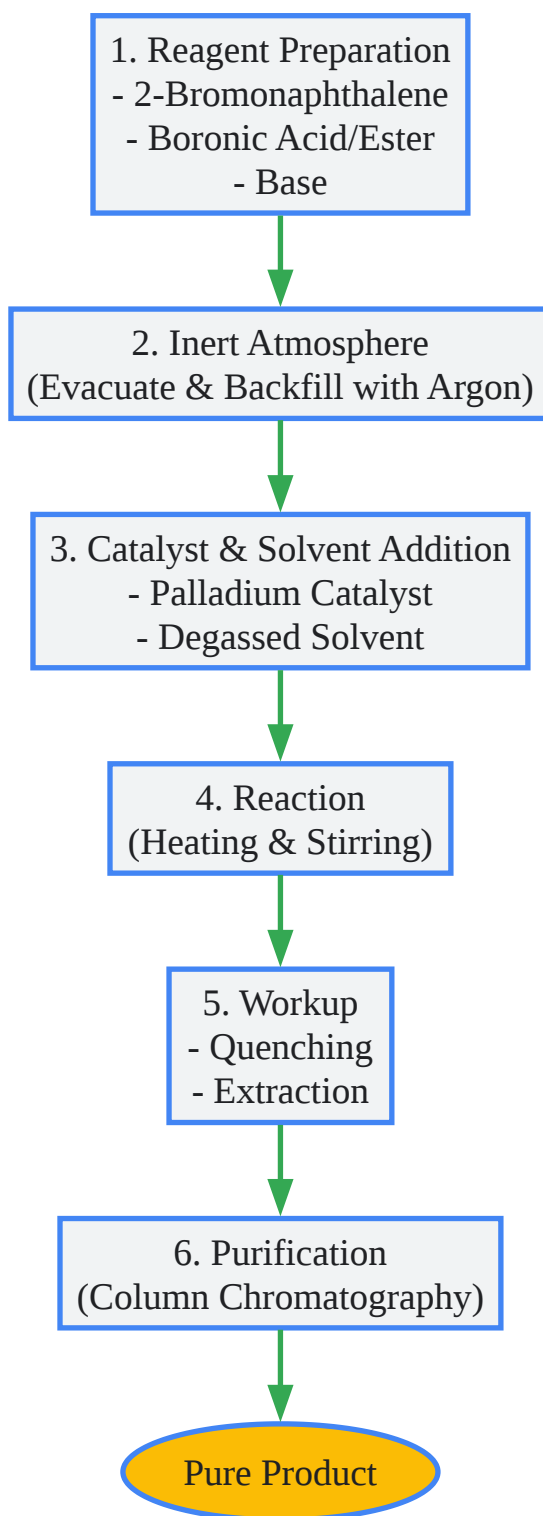 1. Reagent Preparation
- 2-Bromonaphthalene
- Boronic Acid/Ester
- Base
2. Inert Atmosphere
(Evacuate & Backfill with Argon)
3. Catalyst & Solvent Addition
- Palladium Catalyst
- Degassed Solvent
4. Reaction
(Heating & Stirring)
5. Workup
- Quenching
- Extraction
6. Purification
(Column Chromatography)
Pure Product